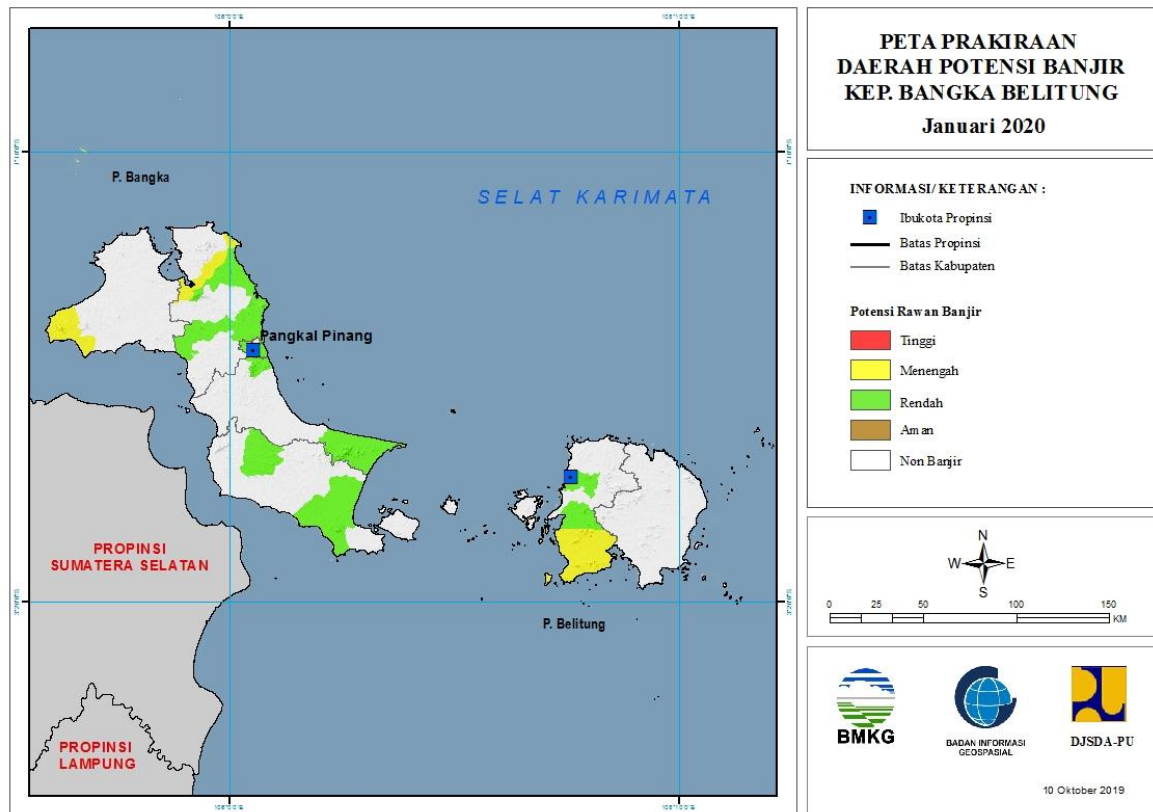 PETA PRAKIRAAN
DAERAH POTENSI BANJIR
KEP. BANGKA BELITUNG
Januari 2020
P. Bangka
SELAT KARIMATA
Pangkal Pinang
PROPINSI
SUMATERA SELATAN
P. Belitung
PROPINSI
LAMPUNG
INFORMASI/ KETERANGAN :
Ibukota Propinsi
Batas Propinsi
Batas Kabupaten
Potensi Rawan Banjir
Tinggi
Menengah
Rendah
Aman
Non Banjir
N
W E
S
0 25 50 100 150
KM
BMKG
BADAN INFORMASI
GEOSPASIAL
DJSDA-PU
10 Oktober 2019